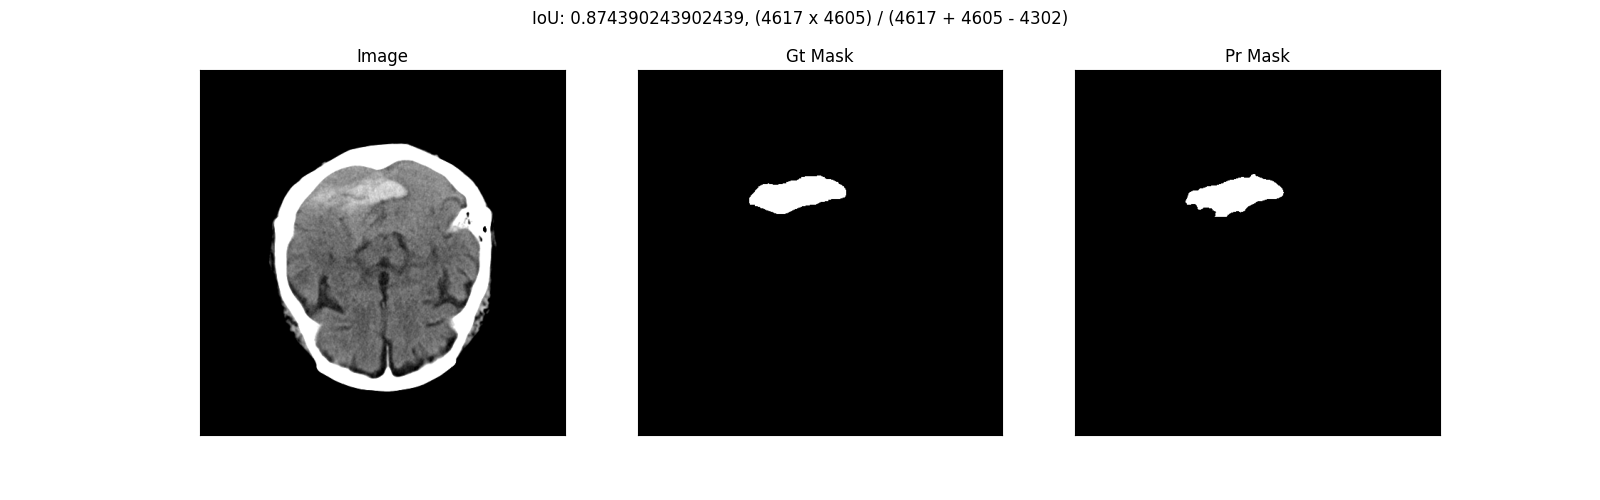 IoU: 0.874390243902439, (4617 x 4605) / (4617 + 4605 - 4302)
Image
Gt Mask
Pr Mask